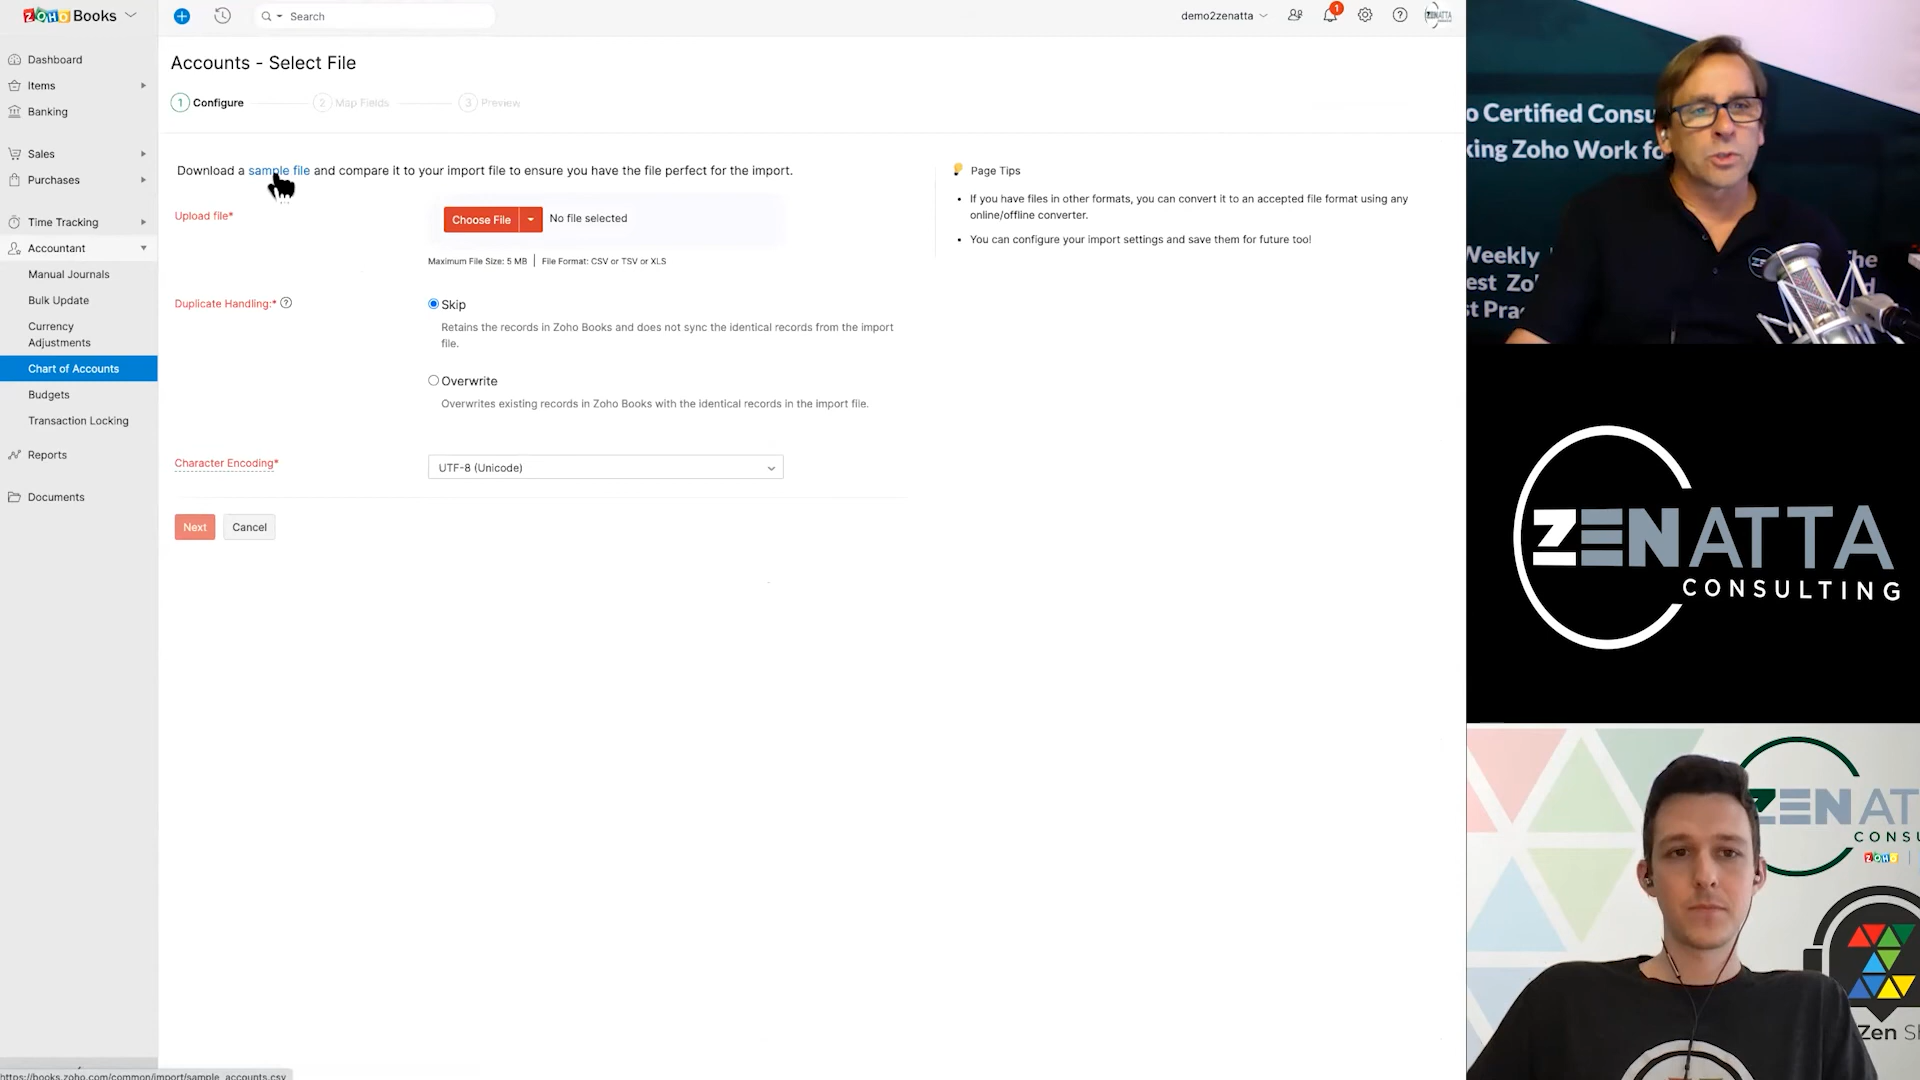 ZOHO Books
Search
demo2zenatta
1
Dashboard
Items
Banking
Sales
Purchases
Time Tracking
Accountant
Manual Journals
Bulk Update
Currency
Adjustments
Chart of Accounts
Budgets
Transaction Locking
Reports
Documents
Accounts - Select File
1 Configure
2 Map Fields
3 Preview
Download a sample file and compare it to your import file to ensure you have the file perfect for the import.
Upload file*
Choose File
No file selected
Maximum File Size: 5 MB | File Format: CSV or TSV or XLS
Duplicate Handling:*
Skip
Retains the records in Zoho Books and does not sync the identical records from the import
file.
Overwrite
Overwrites existing records in Zoho Books with the identical records in the import file.
Character Encoding*
UTF-8 (Unicode)
Next
Cancel
Page Tips
• If you have files in other formats, you can convert it to an accepted file format using any
online/offline converter.
• You can configure your import settings and save them for future too!
https://books.zoho.com/common/import/sample_accounts.csv
o Certified Consu
king Zoho Work fo
Weekly
he
est Zo
t Pra
ZENATTA
CONSULTING
ZENAT
CONSU
ZOHO
Zen Sh